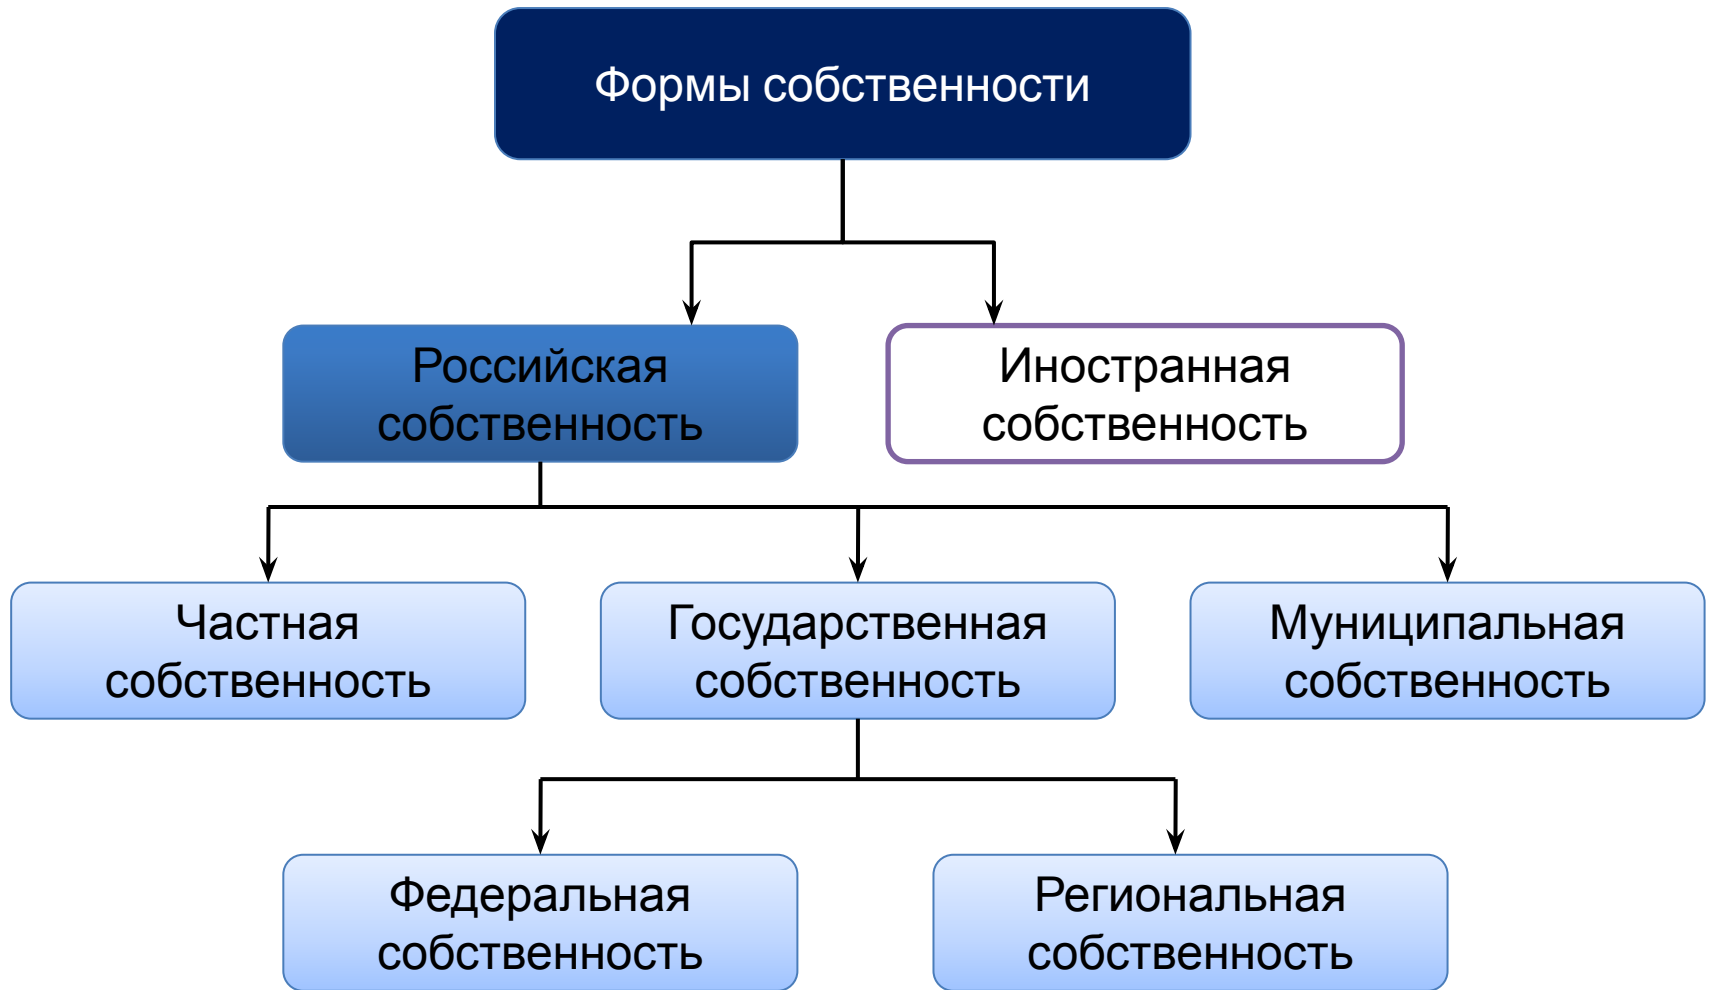 Формы собственности
Российская
собственность
Иностранная
собственность
Частная
собственность
Государственная
собственность
Муниципальная
собственность
Федеральная
собственность
Региональная
собственность